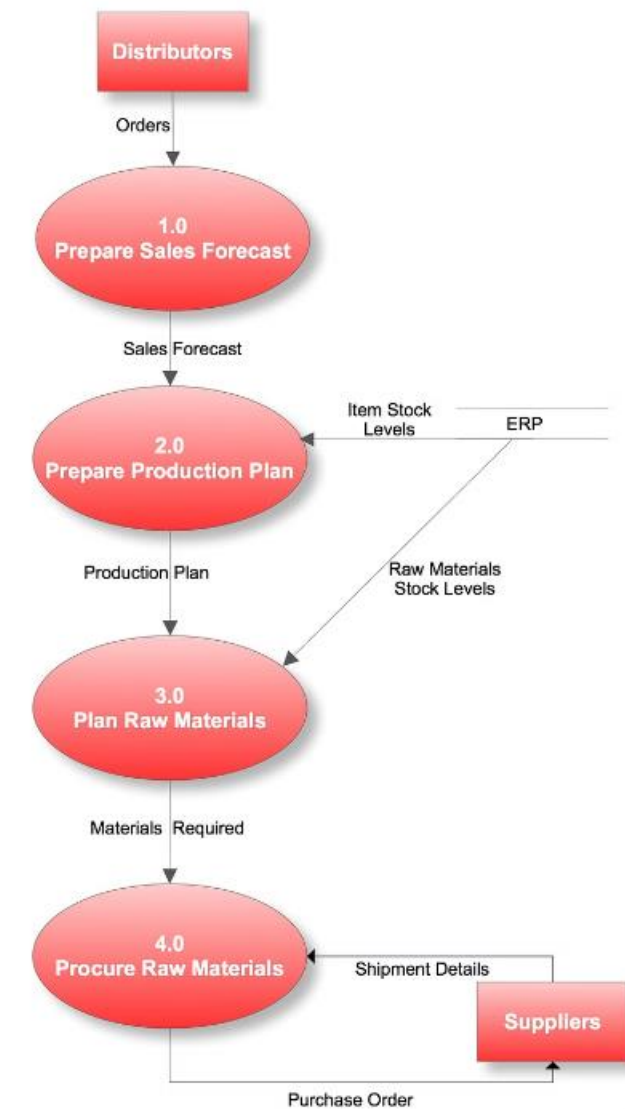 Distributors
Orders
1.0
Prepare Sales Forecast
Sales Forecast
Item Stock
Levels
ERP
2.0
Prepare Production Plan
Production Plan
Raw Materials
Stock Levels
3.0
Plan Raw Materials
Materials Required
4.0
Procure Raw Materials
Shipment Details
Suppliers
Purchase Order